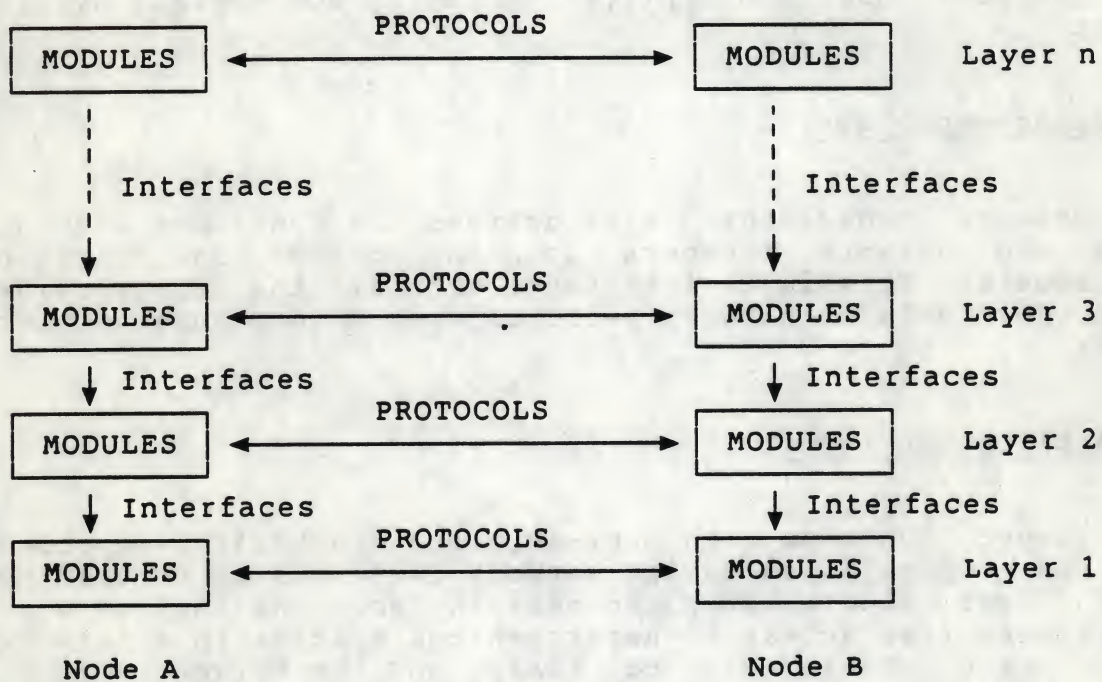 PROTOCOLS
MODULES MODULES Layer n
Interfaces Interfaces
PROTOCOLS
MODULES MODULES Layer 3
Interfaces Interfaces
PROTOCOLS
MODULES MODULES Layer 2
Interfaces Interfaces
PROTOCOLS
MODULES MODULES Layer 1
Node A Node B